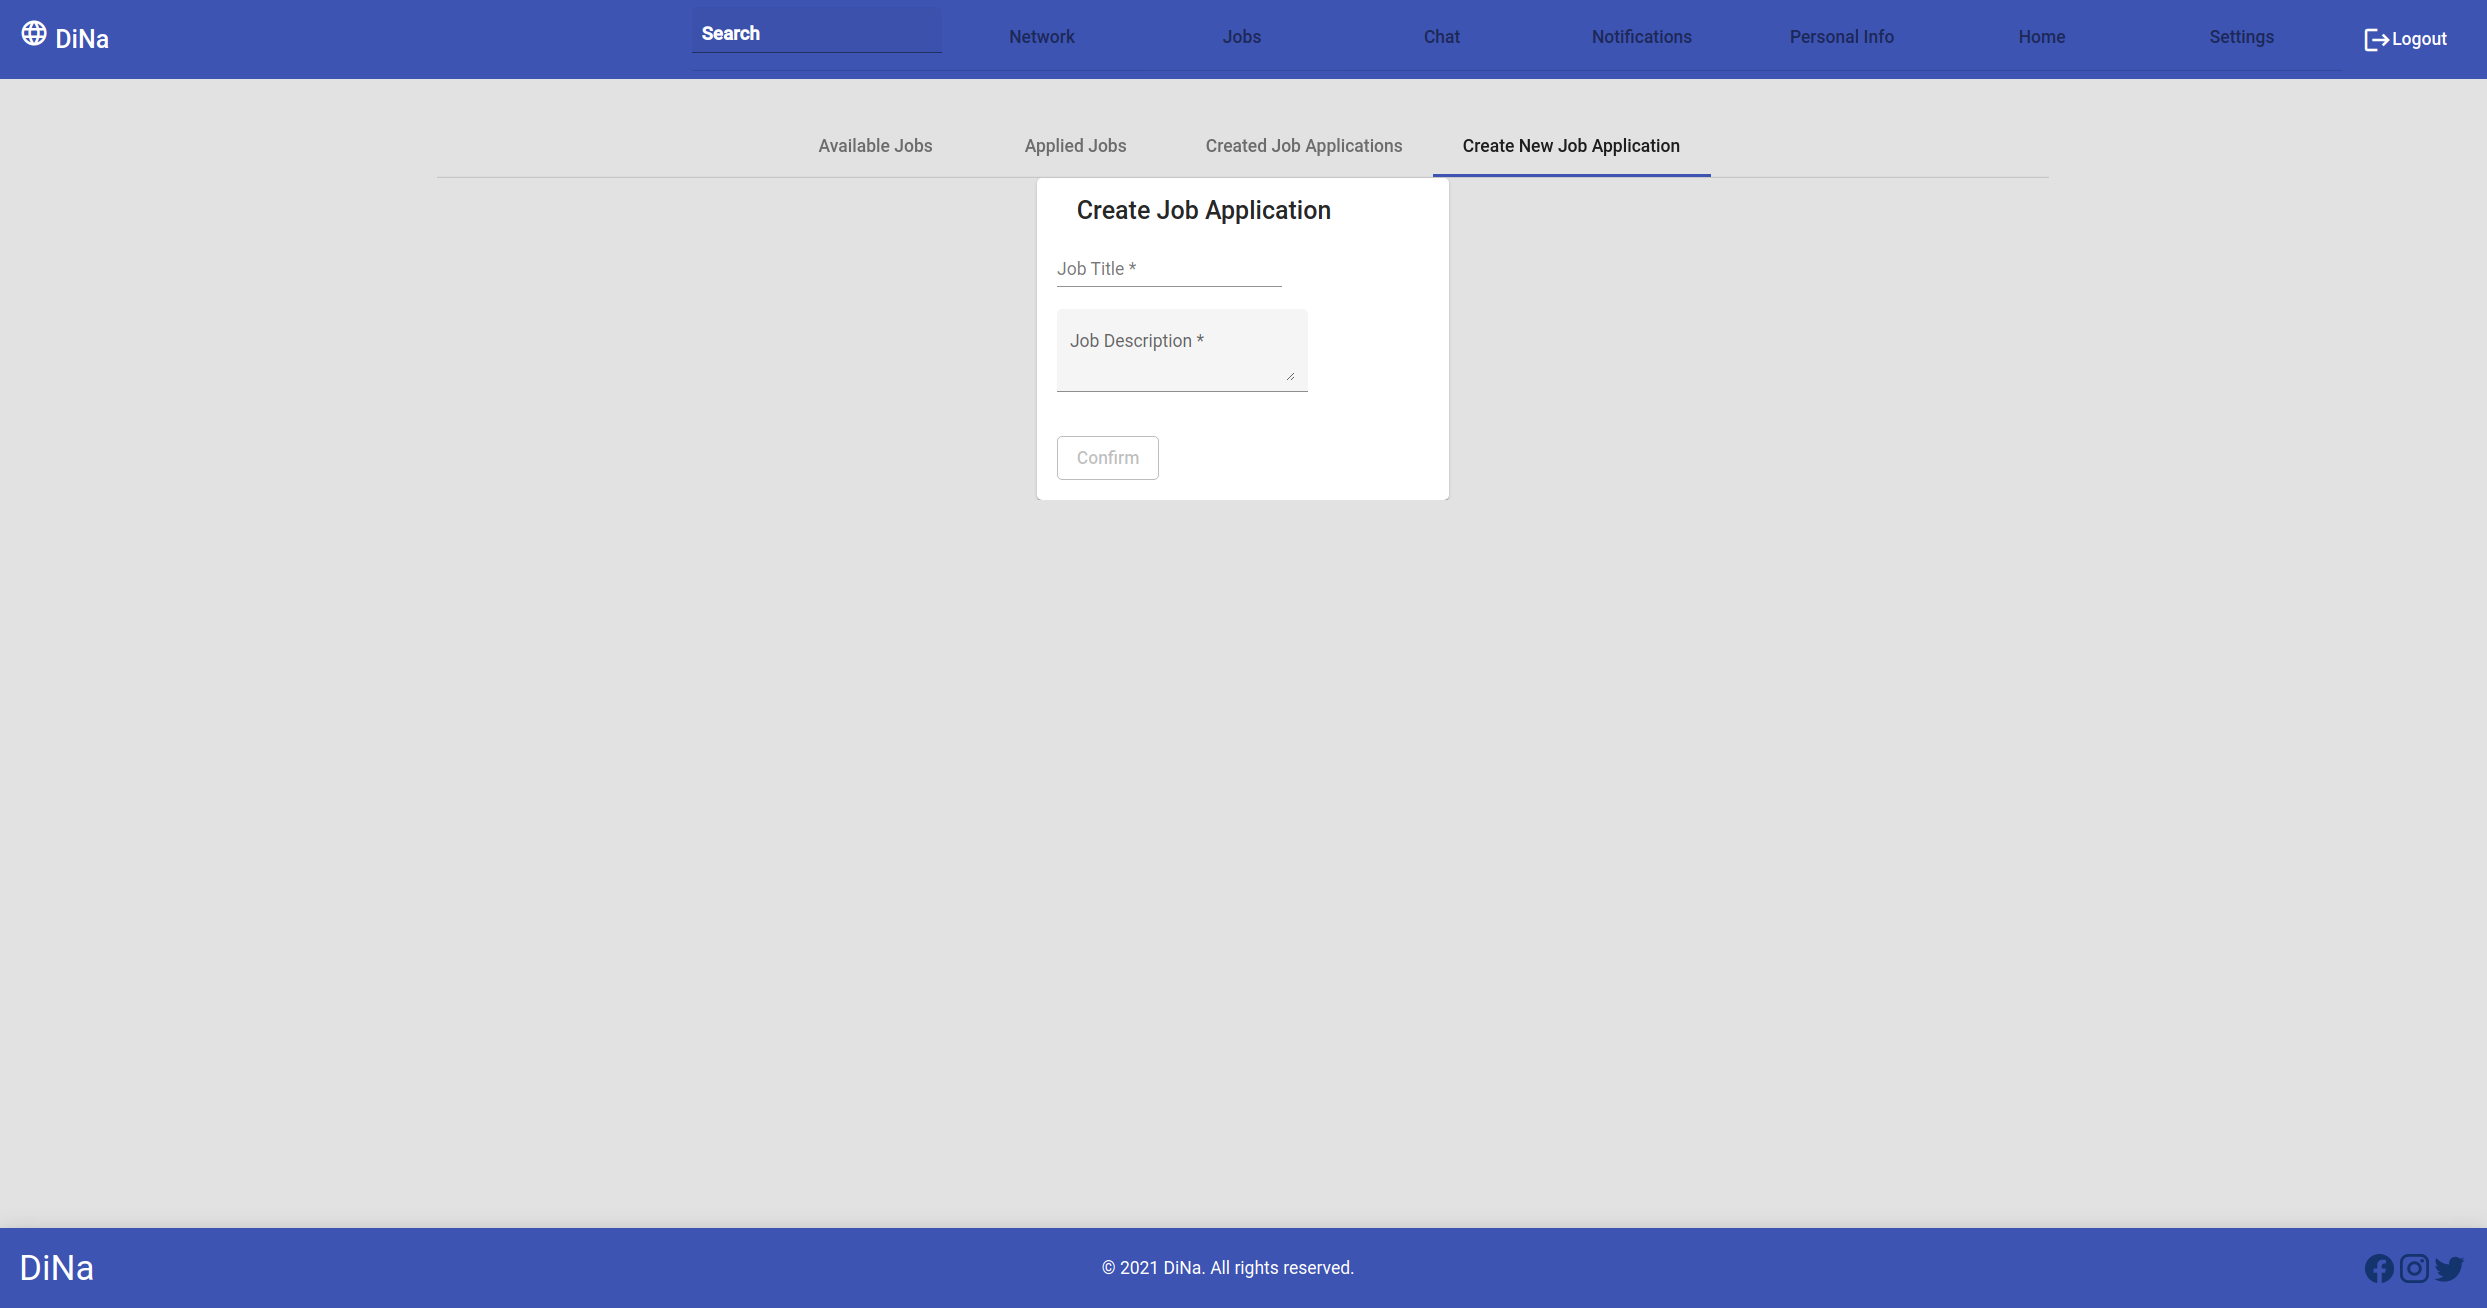 DiNa
Search
Network
Jobs
Chat
Notifications
Personal Info
Home
Settings
Logout
Available Jobs
Applied Jobs
Created Job Applications
Create New Job Application
Create Job Application
Job Title *
Job Description *
Confirm
DiNa
© 2021 DiNa. All rights reserved.